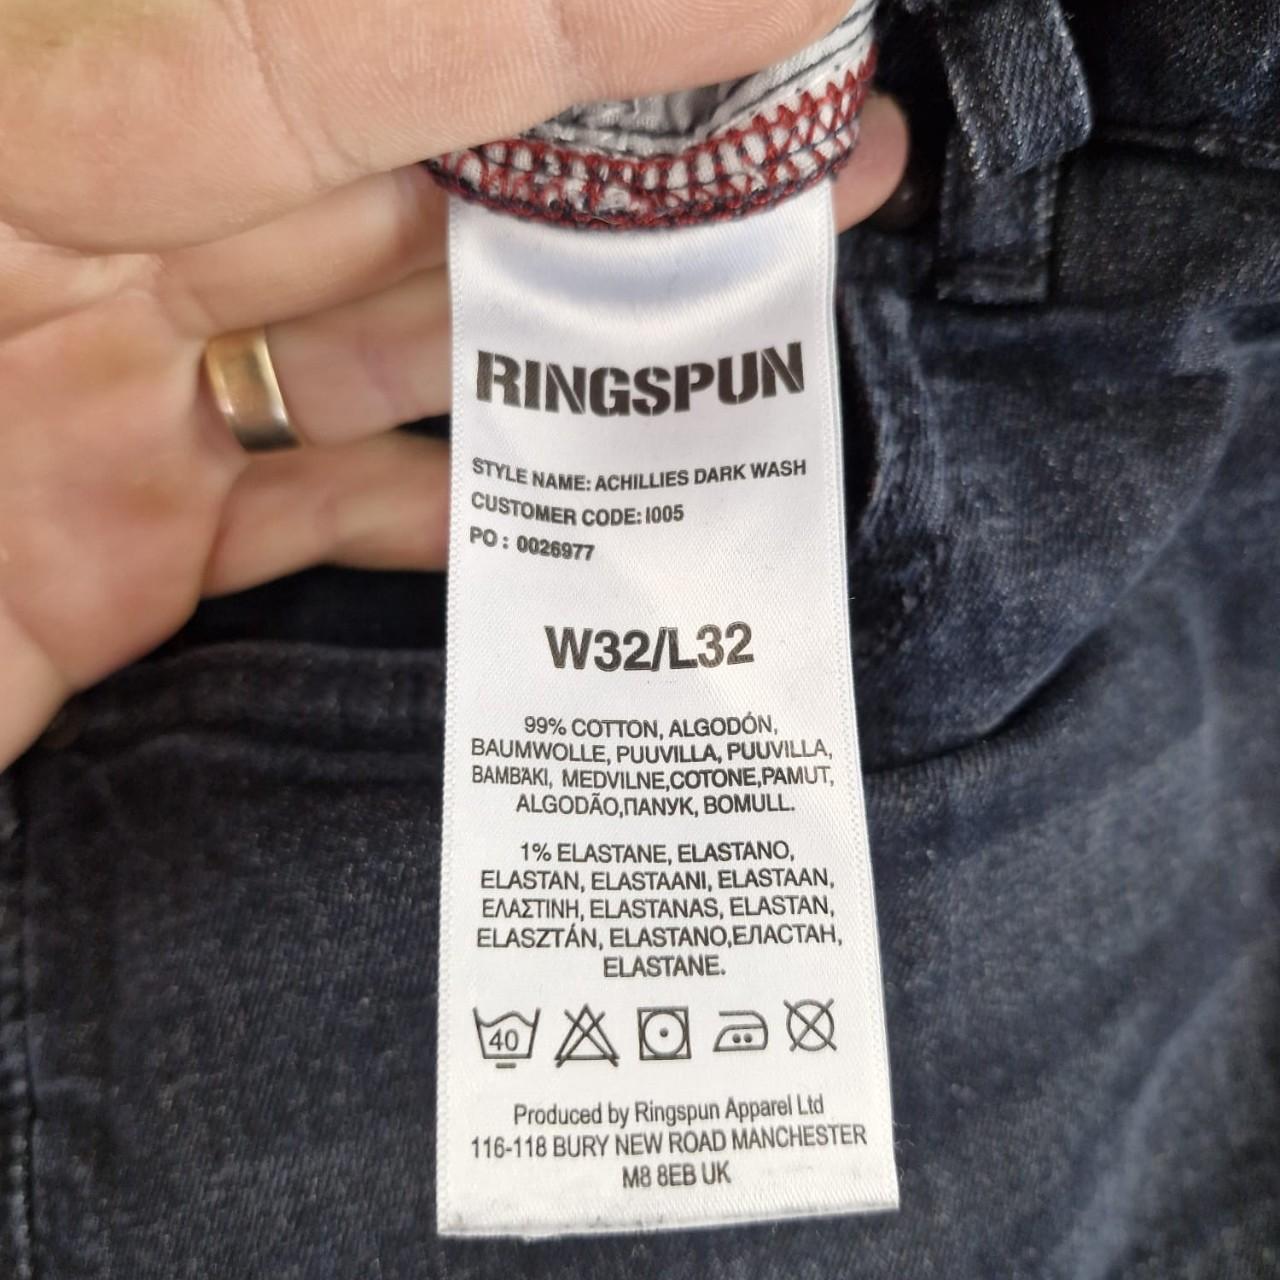 RINGSPUN
STYLE NAME: ACHILLIES DARK WASH
CUSTOMER CODE: I005
PO : 0026977
W32/L32
99% COTTON, ALGODÓN,
BAUMWOLLE, PUUVILLA, PUUVILLA,
ΒΑΜΒΆΚΙ, MEDVILNE,COTONE,PAMUT,
ALGODÃO,ПАNУК, BOMULL.
1% ELASTANE, ELASTANO,
ELASTAN, ELASTAANI, ELASTAAN,
ΕΛΑΣΤΙΝΗ, ELASTANAS, ELASTAN,
ELASZTÁN, ELASTANO,ЕЛАСТАН,
ELASTANE.
40
Produced by Ringspun Apparel Ltd
116-118 BURY NEW ROAD MANCHESTER
M8 8EB UK